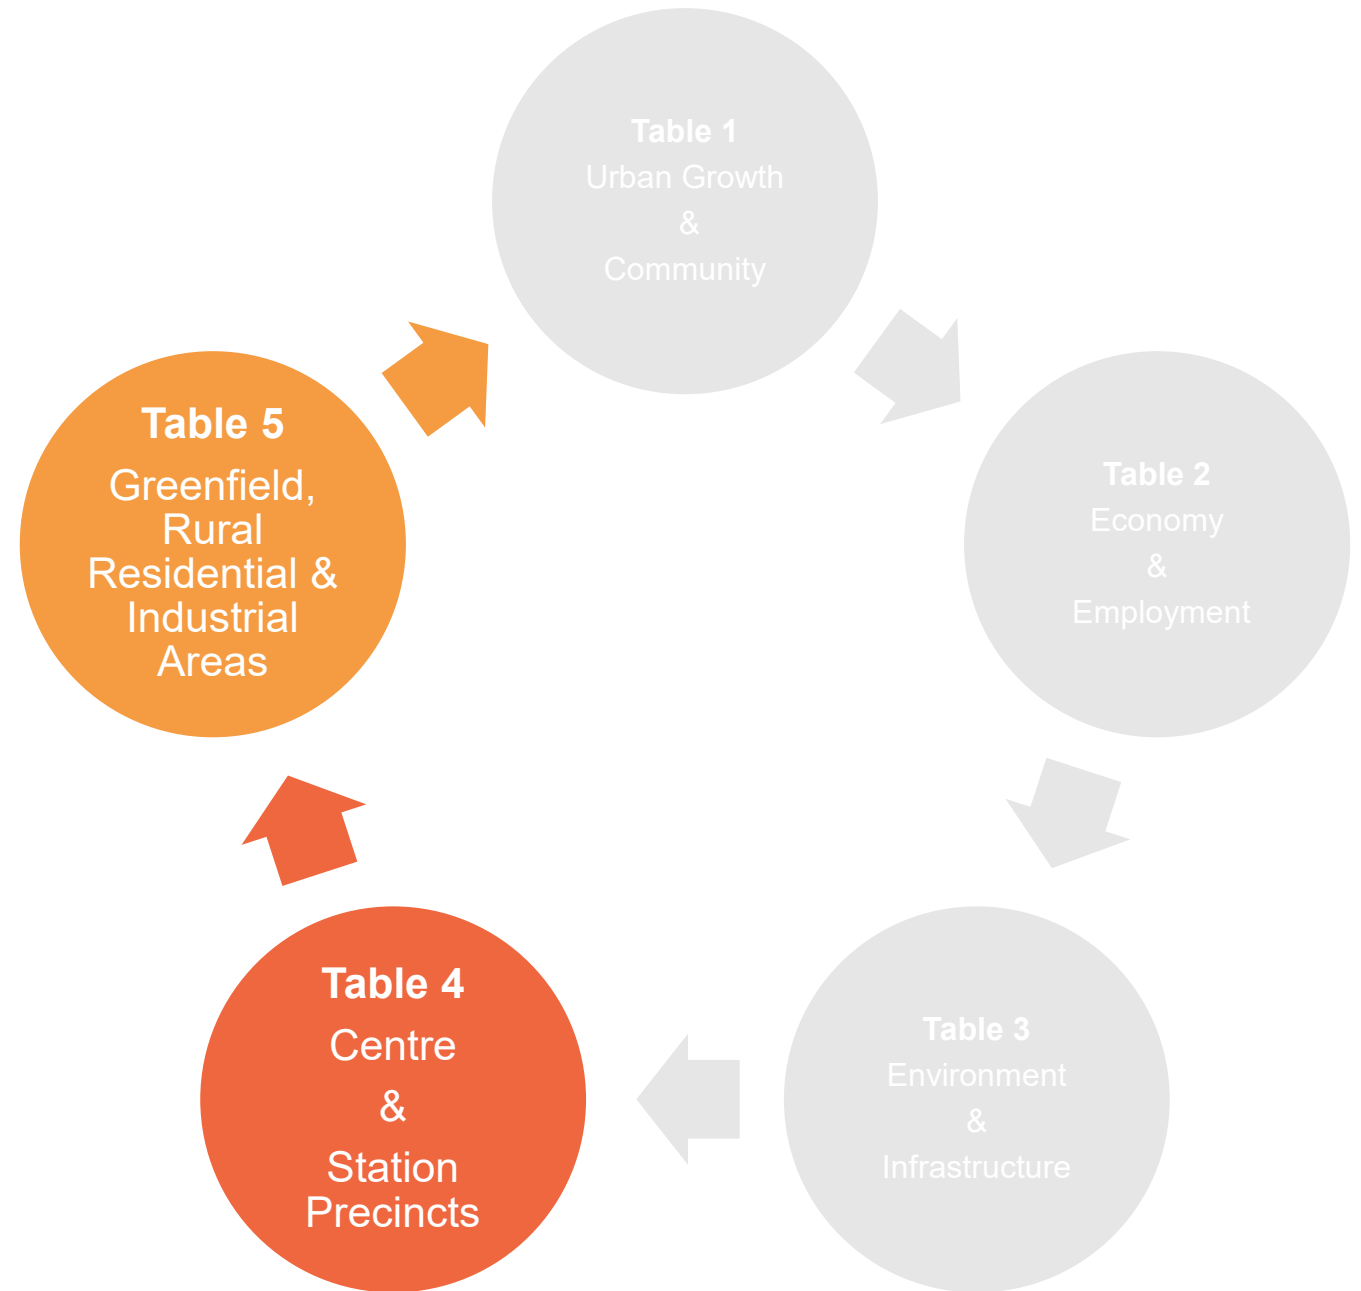 Table 1
Urban Growth
&
Community
Table 2
Economy
&
Employment
Table 3
Environment
&
Infrastructure
Table 4
Centre
&
Station
Precincts
Table 5
Greenfield,
Rural
Residential &
Industrial
Areas